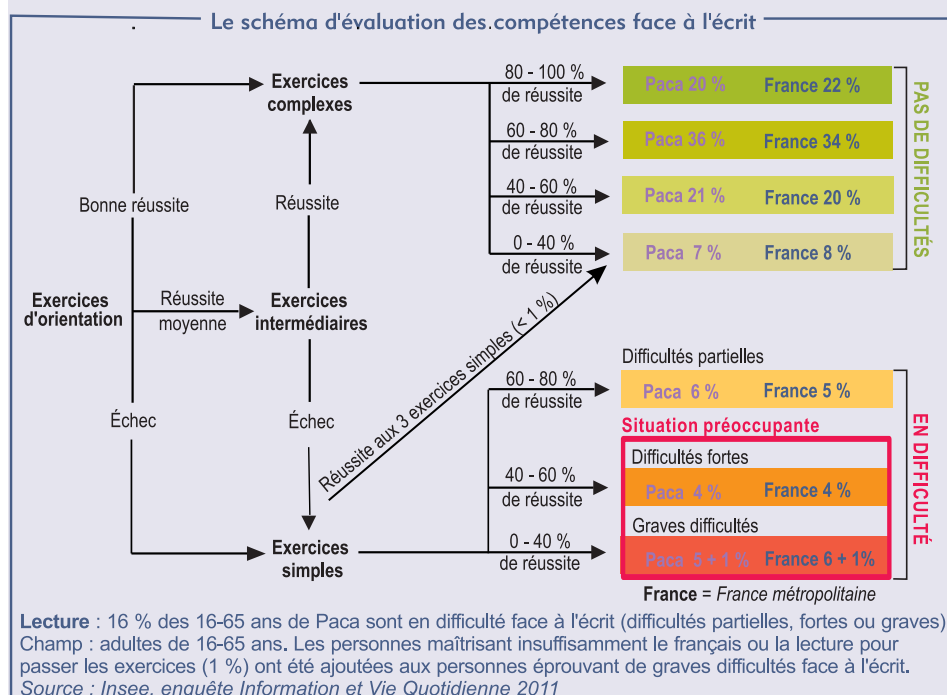 Le schéma d'évaluation des compétences face à l'écrit
Exercices
complexes
80 - 100 %
de réussite
Paca 20 % France 22 %
60 - 80 %
de réussite
Paca 36 % France 34 %
40 - 60 %
de réussite
Paca 21 % France 20 %
0 - 40 %
de réussite
Paca 7 % France 8 %
PAS DE DIFFICULTÉS
Bonne réussite
Réussite
Exercices
d'orientation
Réussite
moyenne
Exercices
intermédiaires
Réussite aux 3 exercices simples (< 1 %)
Échec
Échec
Difficultés partielles
60 - 80 %
de réussite
Paca 6 % France 5 %
Situation préoccupante
Difficultés fortes
40 - 60 %
de réussite
Paca 4 % France 4 %
Graves difficultés
Exercices
simples
0 - 40 %
de réussite
Paca 5 + 1 % France 6 + 1%
EN DIFFICULTÉ
France = France métropolitaine
Lecture : 16 % des 16-65 ans de Paca sont en difficulté face à l'écrit (difficultés partielles, fortes ou graves)
Champ : adultes de 16-65 ans. Les personnes maîtrisant insuffisamment le français ou la lecture pour
passer les exercices (1 %) ont été ajoutées aux personnes éprouvant de graves difficultés face à l'écrit.
Source : Insee, enquête Information et Vie Quotidienne 2011